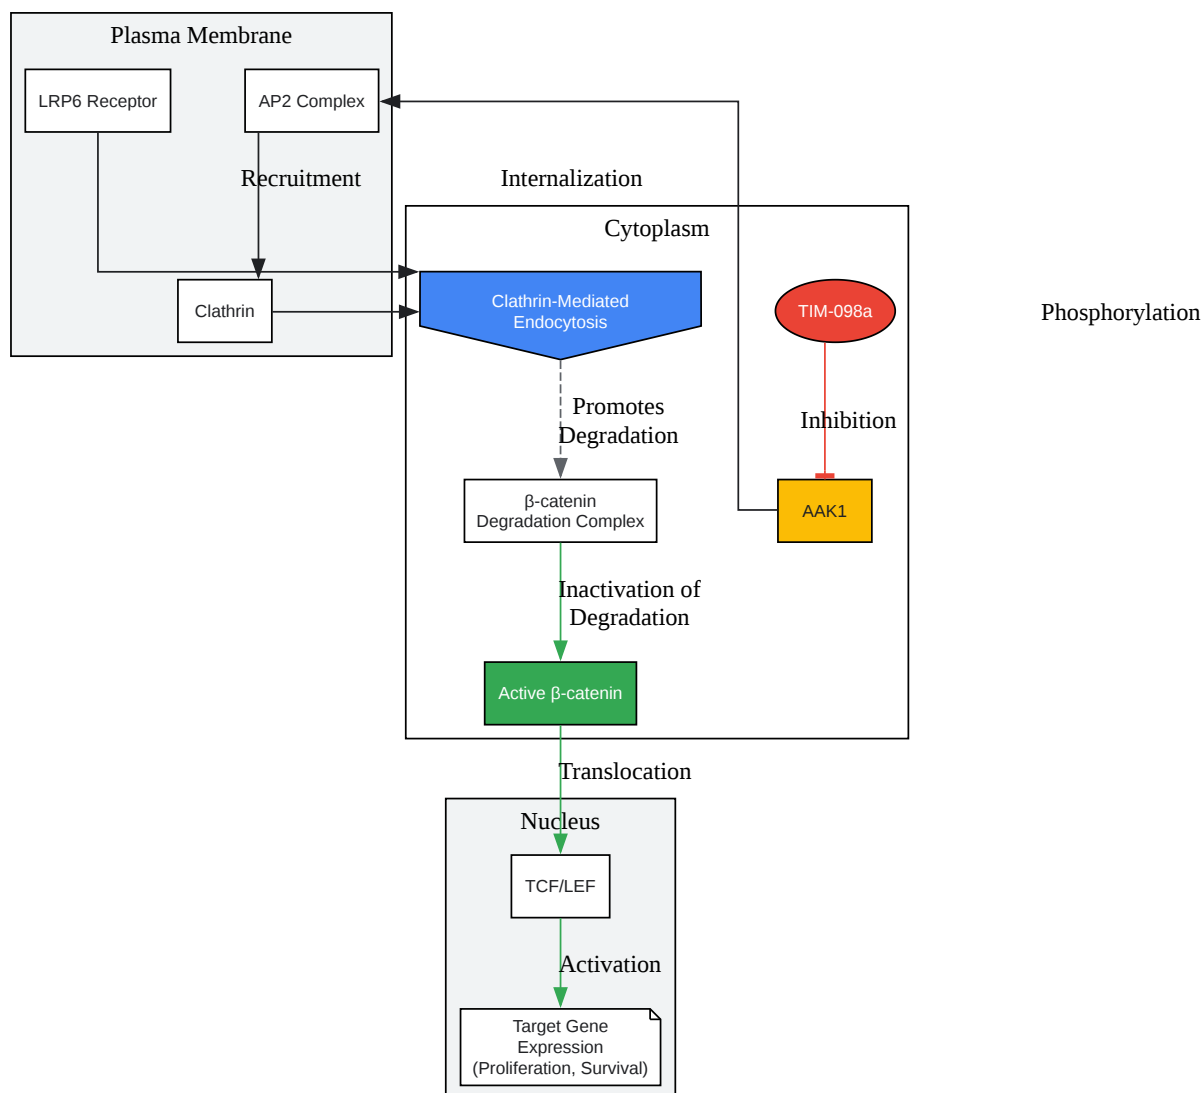 Plasma Membrane
LRP6 Receptor
AP2 Complex
Recruitment
Internalization
Cytoplasm
Clathrin
Clathrin-Mediated
Endocytosis
TIM-098a
Phosphorylation
Promotes
Degradation
Inhibition
β-catenin
Degradation Complex
AAK1
Inactivation of
Degradation
Active β-catenin
Translocation
Nucleus
TCF/LEF
Activation
Target Gene
Expression
(Proliferation, Survival)